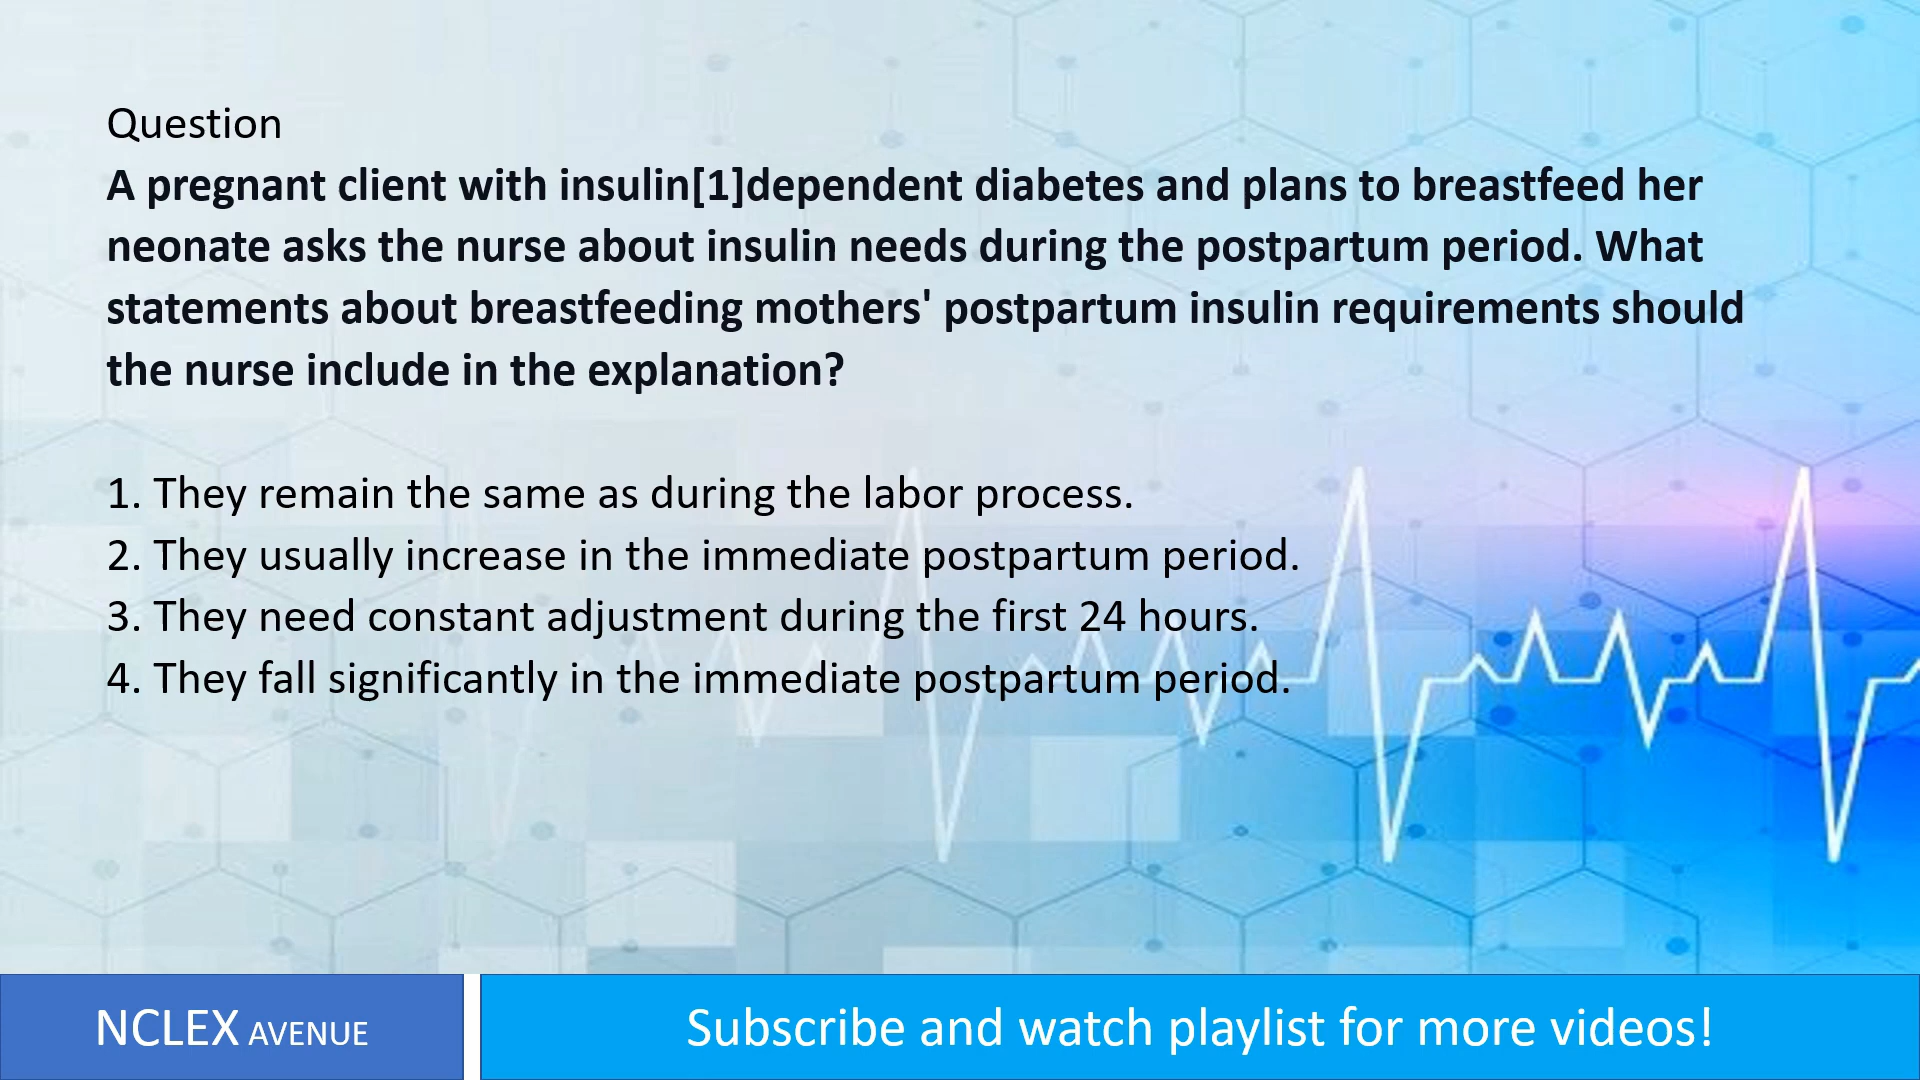 Question
A pregnant client with insulin[1]dependent diabetes and plans to breastfeed her
neonate asks the nurse about insulin needs during the postpartum period. What
statements about breastfeeding mothers' postpartum insulin requirements should
the nurse include in the explanation?
1. They remain the same as during the labor process.
2. They usually increase in the immediate postpartum period.
3. They need constant adjustment during the first 24 hours.
4. They fall significantly in the immediate postpartum period.
NCLEX AVENUE
Subscribe and watch playlist for more videos!